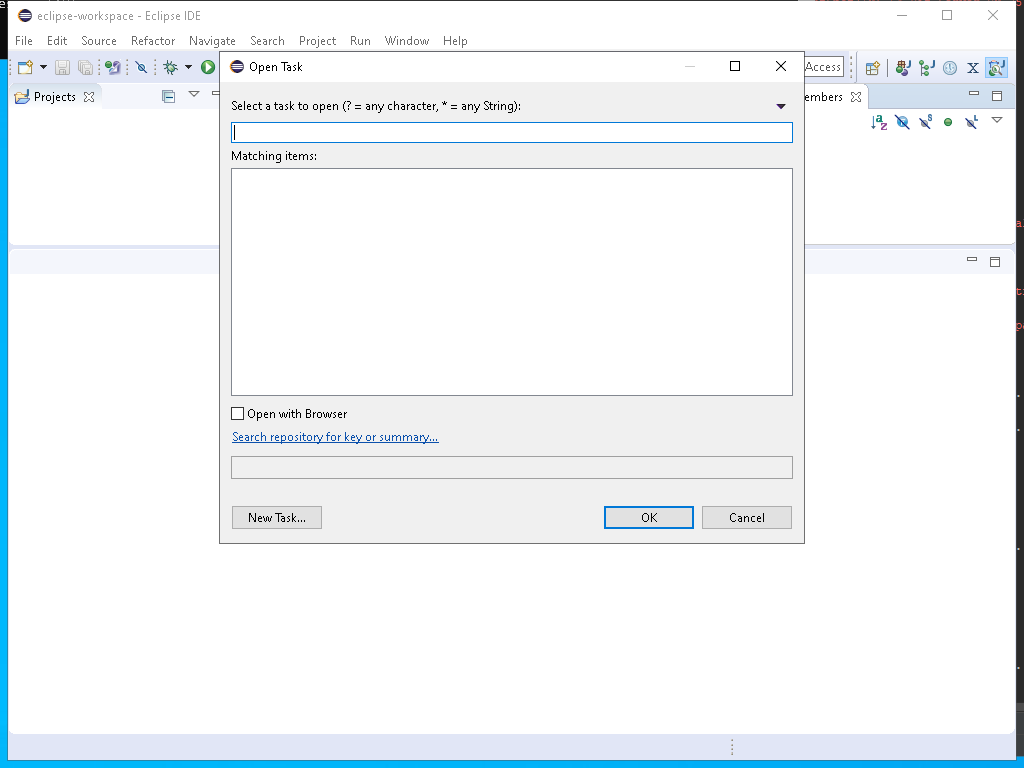 eclipse-workspace - Eclipse IDE
File Edit Source Refactor Navigate Search Project Run Window Help
Open Task
Access
Projects
Select a task to open (? = any character, * = any String):
Matching items:
Open with Browser
Search repository for key or summary...
New Task...
OK
Cancel